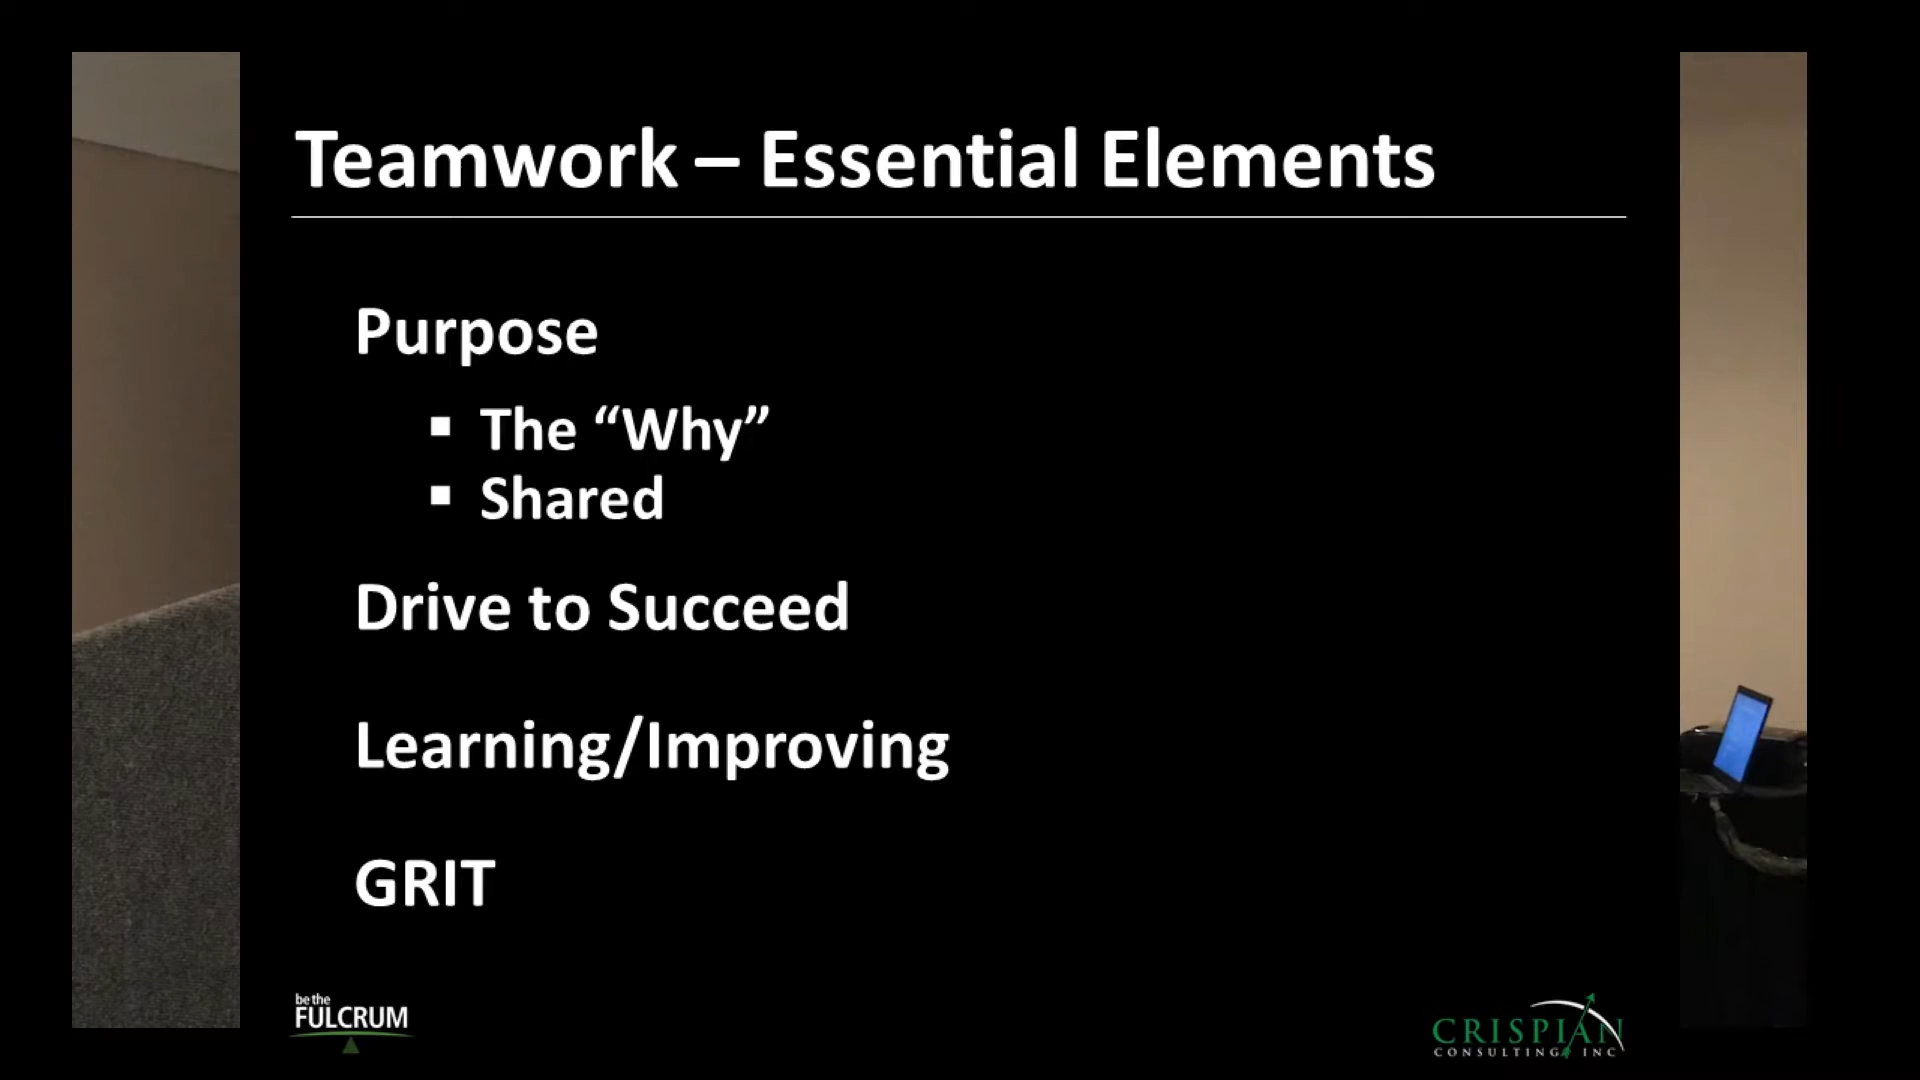 Teamwork – Essential Elements
Purpose
▪ The “Why”
▪ Shared
Drive to Succeed
Learning/Improving
GRIT
be the
FULCRUM
CRISPIAN
CONSULTING, INC